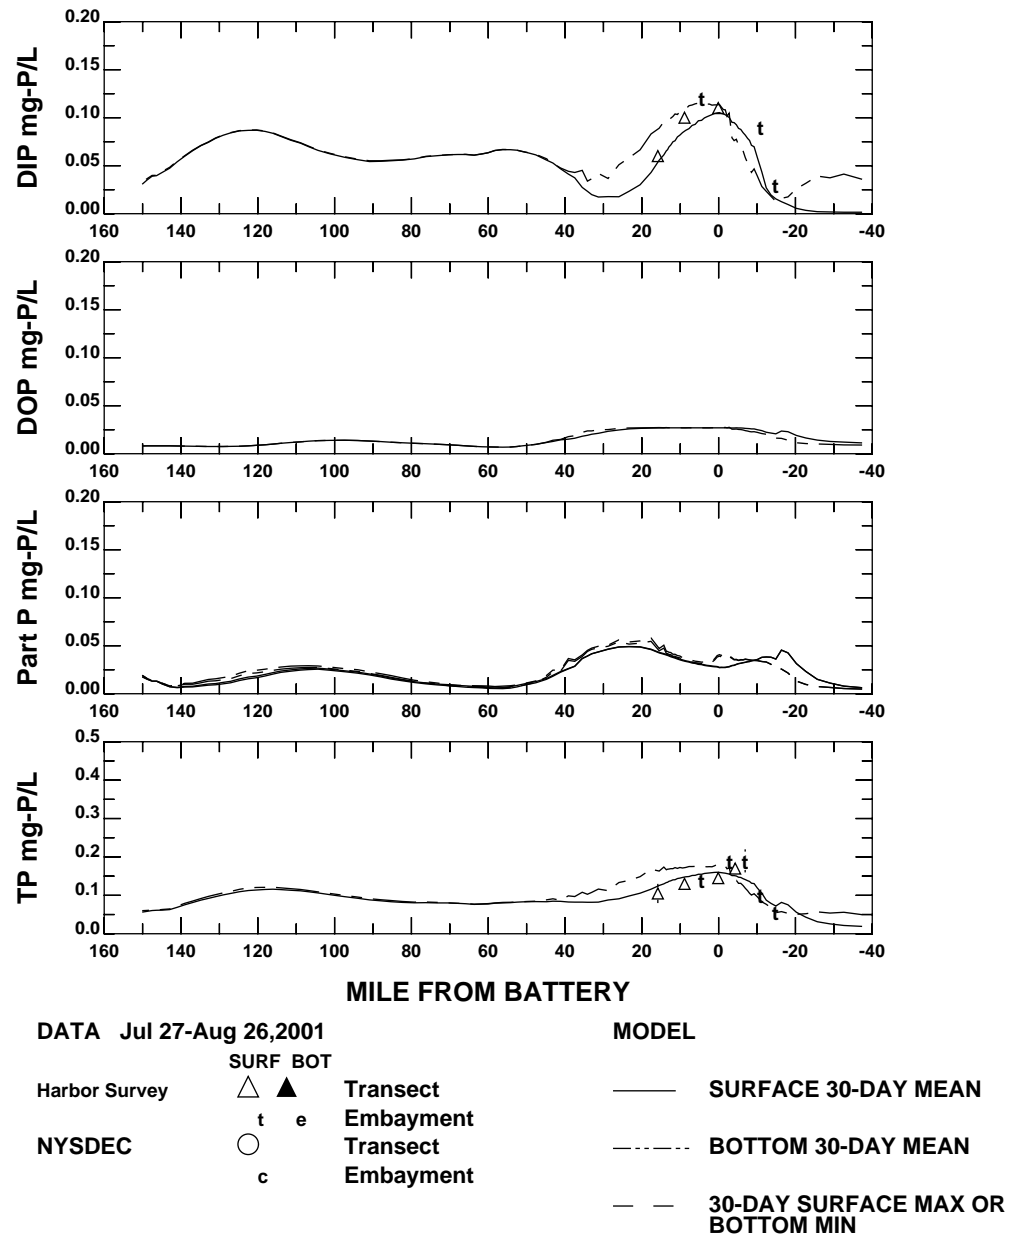 0.20
0.15
0.10
0.05
0.00
DIP mg-P/L
160 140 120 100 80 60 40 20 0 -20 -40
t
t
t
0.20
0.15
0.10
0.05
0.00
DOP mg-P/L
160 140 120 100 80 60 40 20 0 -20 -40
0.20
0.15
0.10
0.05
0.00
Part P mg-P/L
160 140 120 100 80 60 40 20 0 -20 -40
0.5
0.4
0.3
0.2
0.1
0.0
TP mg-P/L
t t
t
t
t
160 140 120 100 80 60 40 20 0 -20 -40
MILE FROM BATTERY
DATA Jul 27-Aug 26,2001
SURF BOT
Harbor Survey Transect
t e Embayment
NYSDEC Transect
c Embayment
MODEL
SURFACE 30-DAY MEAN
BOTTOM 30-DAY MEAN
30-DAY SURFACE MAX OR
BOTTOM MIN